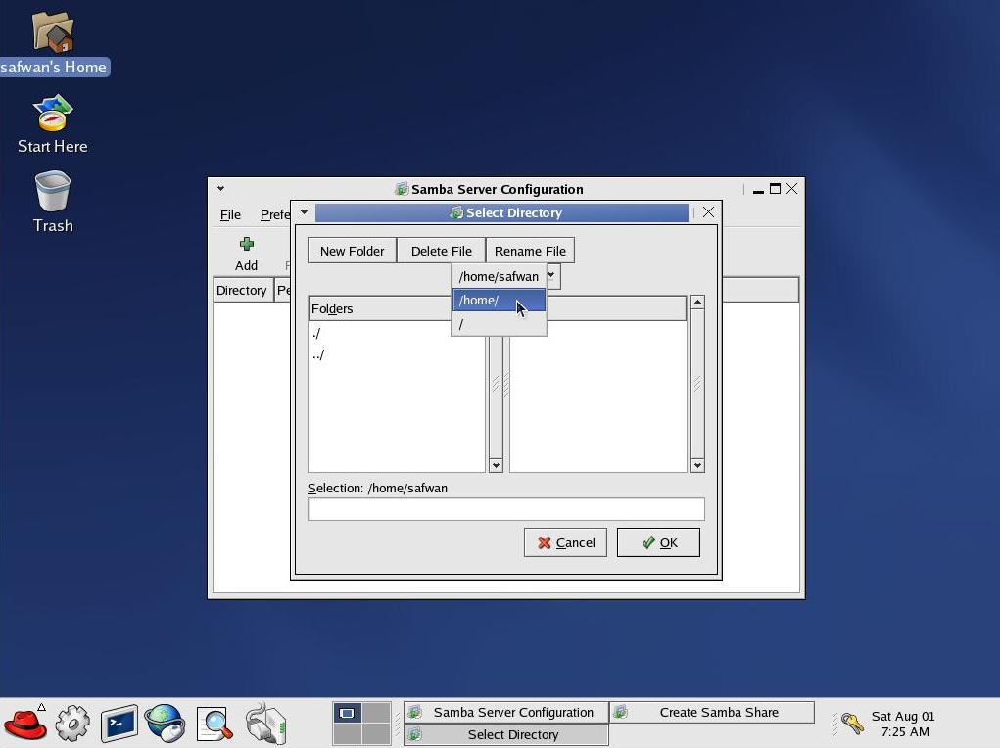 safwan's Home
Start Here
Trash
Samba Server Configuration
File Prefe
Select Directory
Add
Directory Pe
New Folder Delete File Rename File
/home/safwan
/home/
/
Folders
./
../
Selection: /home/safwan
Cancel OK
Samba Server Configuration
Create Samba Share
Select Directory
Sat Aug 01
7:25 AM